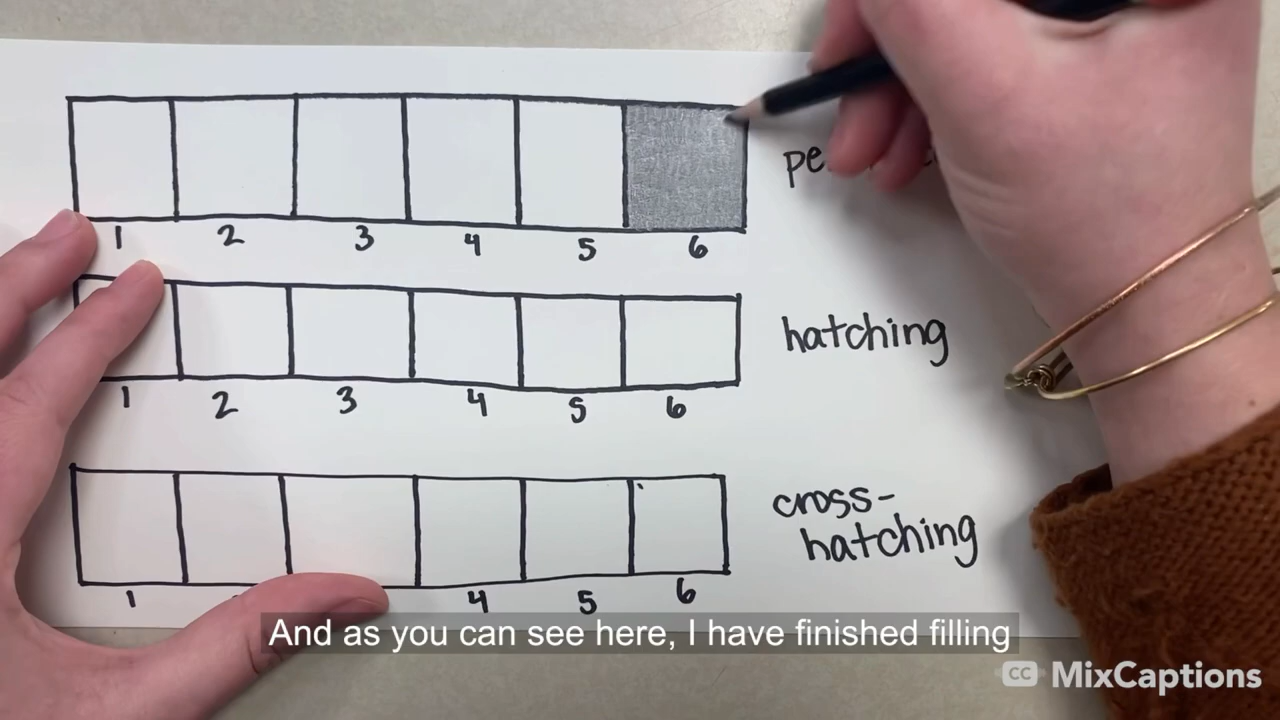 1 2 3 4 5 6
hatching
1 2 3 4 5 6
cross-
hatching
1 4 5 6
And as you can see here, I have finished filling
CC MixCaptions